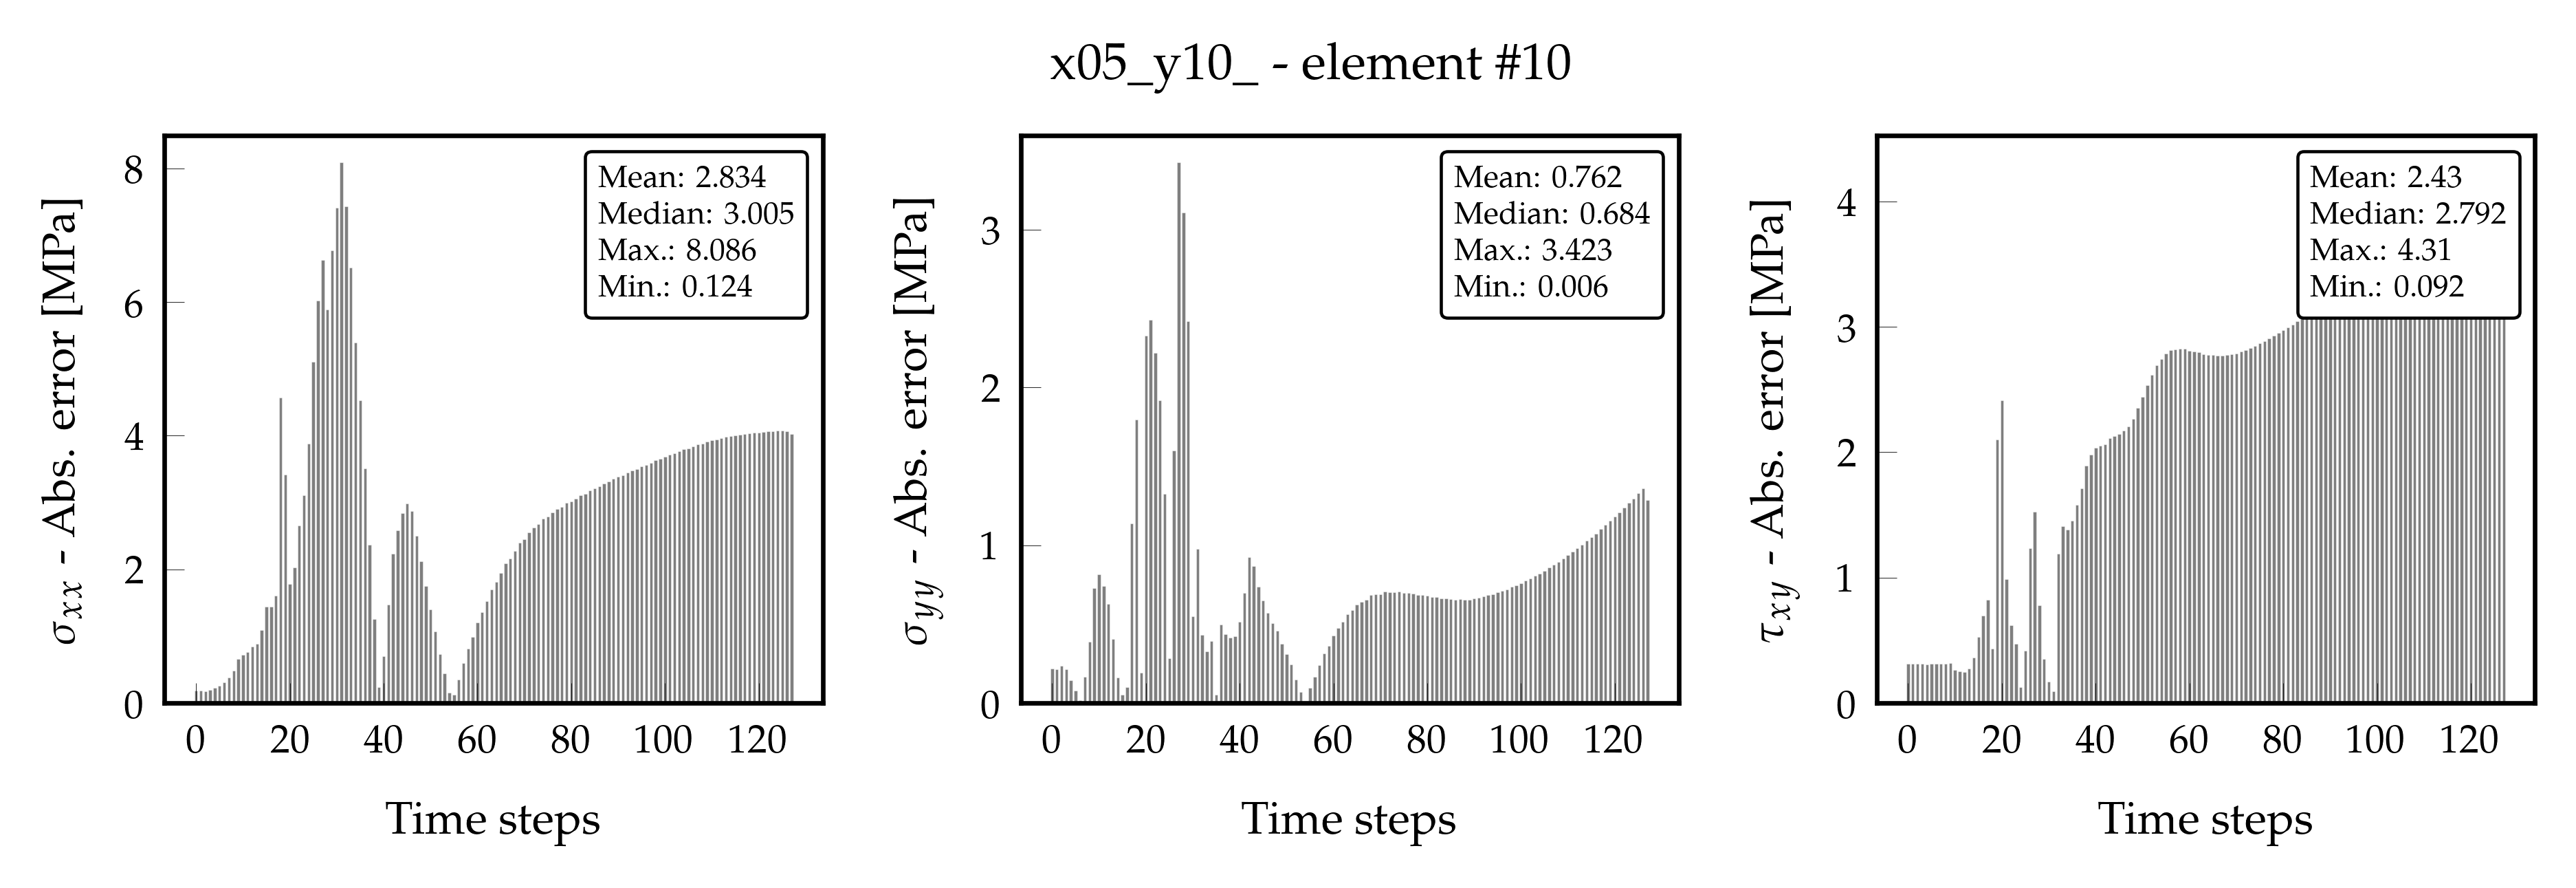 x05_y10_ - element #10
σxx - Abs. error [MPa]
8
6
4
2
0
Mean: 2.834
Median: 3.005
Max.: 8.086
Min.: 0.124
0 20 40 60 80 100 120
Time steps
σyy - Abs. error [MPa]
3
2
1
0
Mean: 0.762
Median: 0.684
Max.: 3.423
Min.: 0.006
0 20 40 60 80 100 120
Time steps
τxy - Abs. error [MPa]
4
3
2
1
0
Mean: 2.43
Median: 2.792
Max.: 4.31
Min.: 0.092
0 20 40 60 80 100 120
Time steps